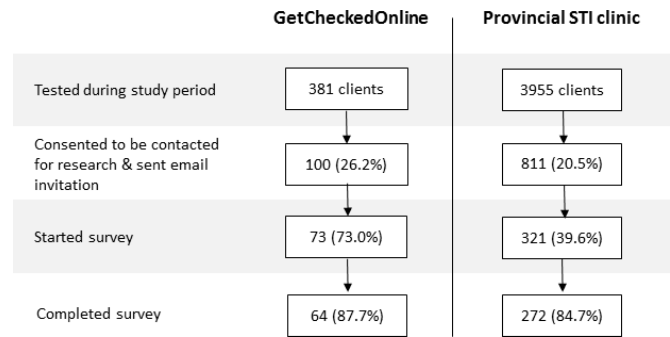 GetCheckedOnline Provincial STI clinic
Tested during study period 381 clients 3955 clients
Consented to be contacted
for research & sent email
invitation
100 (26.2%) 811 (20.5%)
Started survey 73 (73.0%) 321 (39.6%)
Completed survey 64 (87.7%) 272 (84.7%)